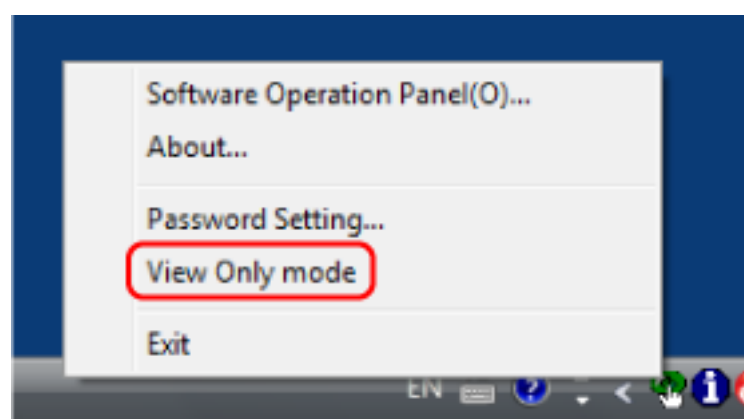 Software Operation Panel(O)...
About...
Password Setting...
View Only mode
Exit
EN